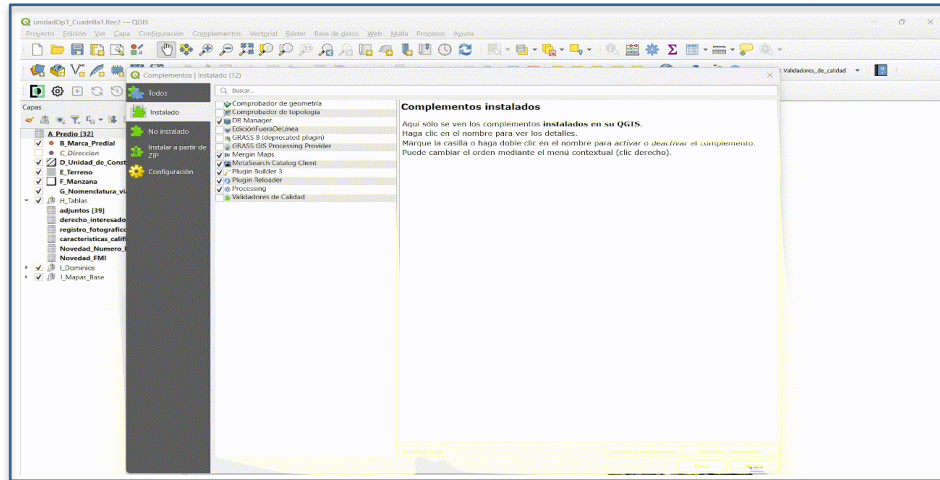 unidadOp1_Cuadrilla1.Rec2 — QGIS
Proyecto Edición Ver Capa Configuración Complementos Vectorial Ráster Base de datos Web Malla Procesos Ayuda
Validadores_de_calidad
Complementos | Instalado (12)
Todos
Instalado
No instalado
Instalar a partir de ZIP
Configuración
Buscar...
Comprobador de geometría
Comprobador de topología
DB Manager
EdiciónFueraDeLínea
GRASS 8 (deprecated plugin)
GRASS GIS Processing Provider
Mergin Maps
MetaSearch Catalog Client
Plugin Builder 3
Plugin Reloader
Processing
Validadores de Calidad
Complementos instalados
Aquí sólo se ven los complementos instalados en su QGIS.
Haga clic en el nombre para ver los detalles.
Marque la casilla o haga doble clic en el nombre para activar o deactivar el complemento.
Puede cambiar el orden mediante el menú contextual (clic derecho).
Capas
A_Predio [32]
B_Marca_Predial
C_Direccion
D_Unidad_de_Const
E_Terreno
F_Manzana
G_Nomenclatura_vi
H_Tablas
adjuntos [39]
derecho_interesado
registro_fotografico
caracteristicas_calif
Novedad_Numero_
Novedad_FMI
I_Dominios
J_Mapas_Base